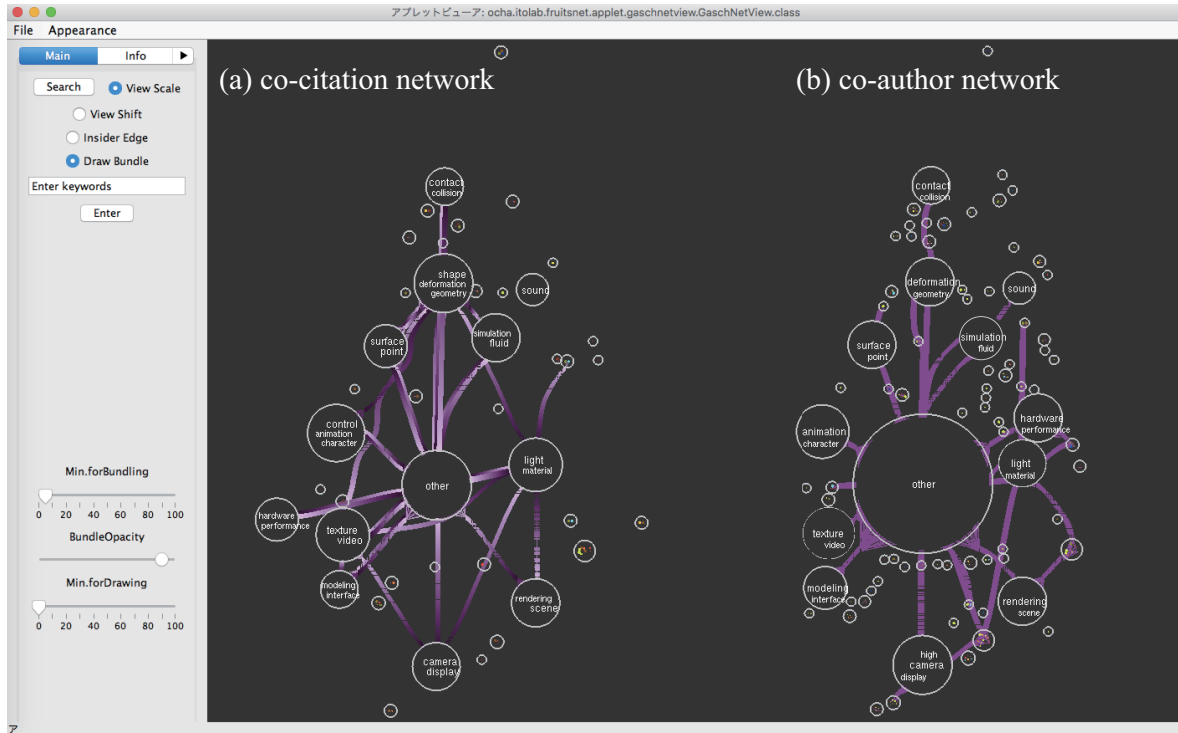 アプレットビューア: ocha.itolab.fruitsnet.applet.gaschnetview.GaschNetView.class
File Appearance
Main Info
Search View Scale
View Shift
Insider Edge
Draw Bundle
Enter keywords
Enter
Min.forBundling
0 20 40 60 80 100
BundleOpacity
Min.forDrawing
0 20 40 60 80 100
(a) co-citation network
contact
collision
shape
deformation
geometry
sound
surface
point
simulation
fluid
control
animation
character
light
material
other
hardware
performance
texture
video
modeling
interface
rendering
scene
camera
display
(b) co-author network
contact
collision
deformation
geometry
sound
surface
point
simulation
fluid
hardware
performance
animation
character
light
material
other
texture
video
modeling
interface
rendering
scene
high
camera
display
ア